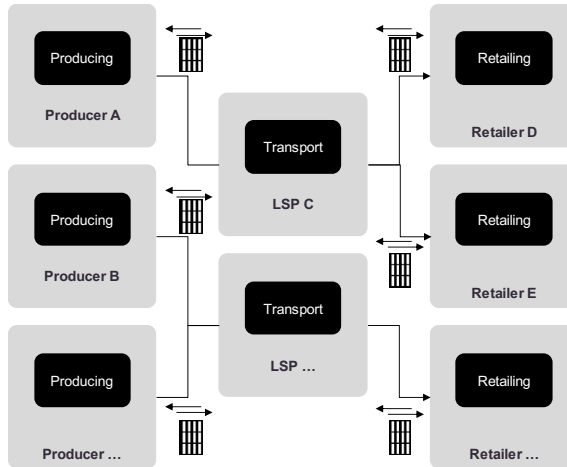 Producing
Producer A
Producing
Producer B
Producing
Producer …
Transport
LSP C
Transport
LSP …
Retailing
Retailer D
Retailing
Retailer E
Retailing
Retailer …